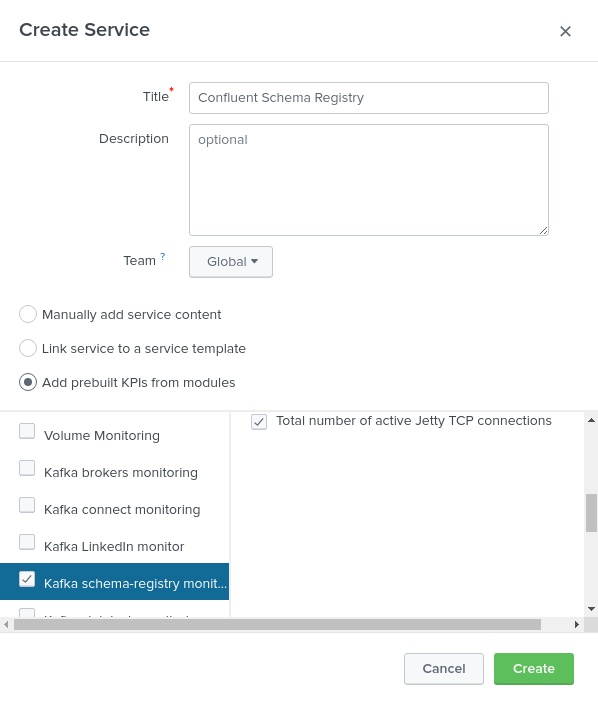 Create Service
×
Title*
Confluent Schema Registry
Description
optional
Team ?
Global
Manually add service content
Link service to a service template
Add prebuilt KPIs from modules
Volume Monitoring
Kafka brokers monitoring
Kafka connect monitoring
Kafka LinkedIn monitor
Kafka schema-registry monit...
Total number of active Jetty TCP connections
Cancel
Create